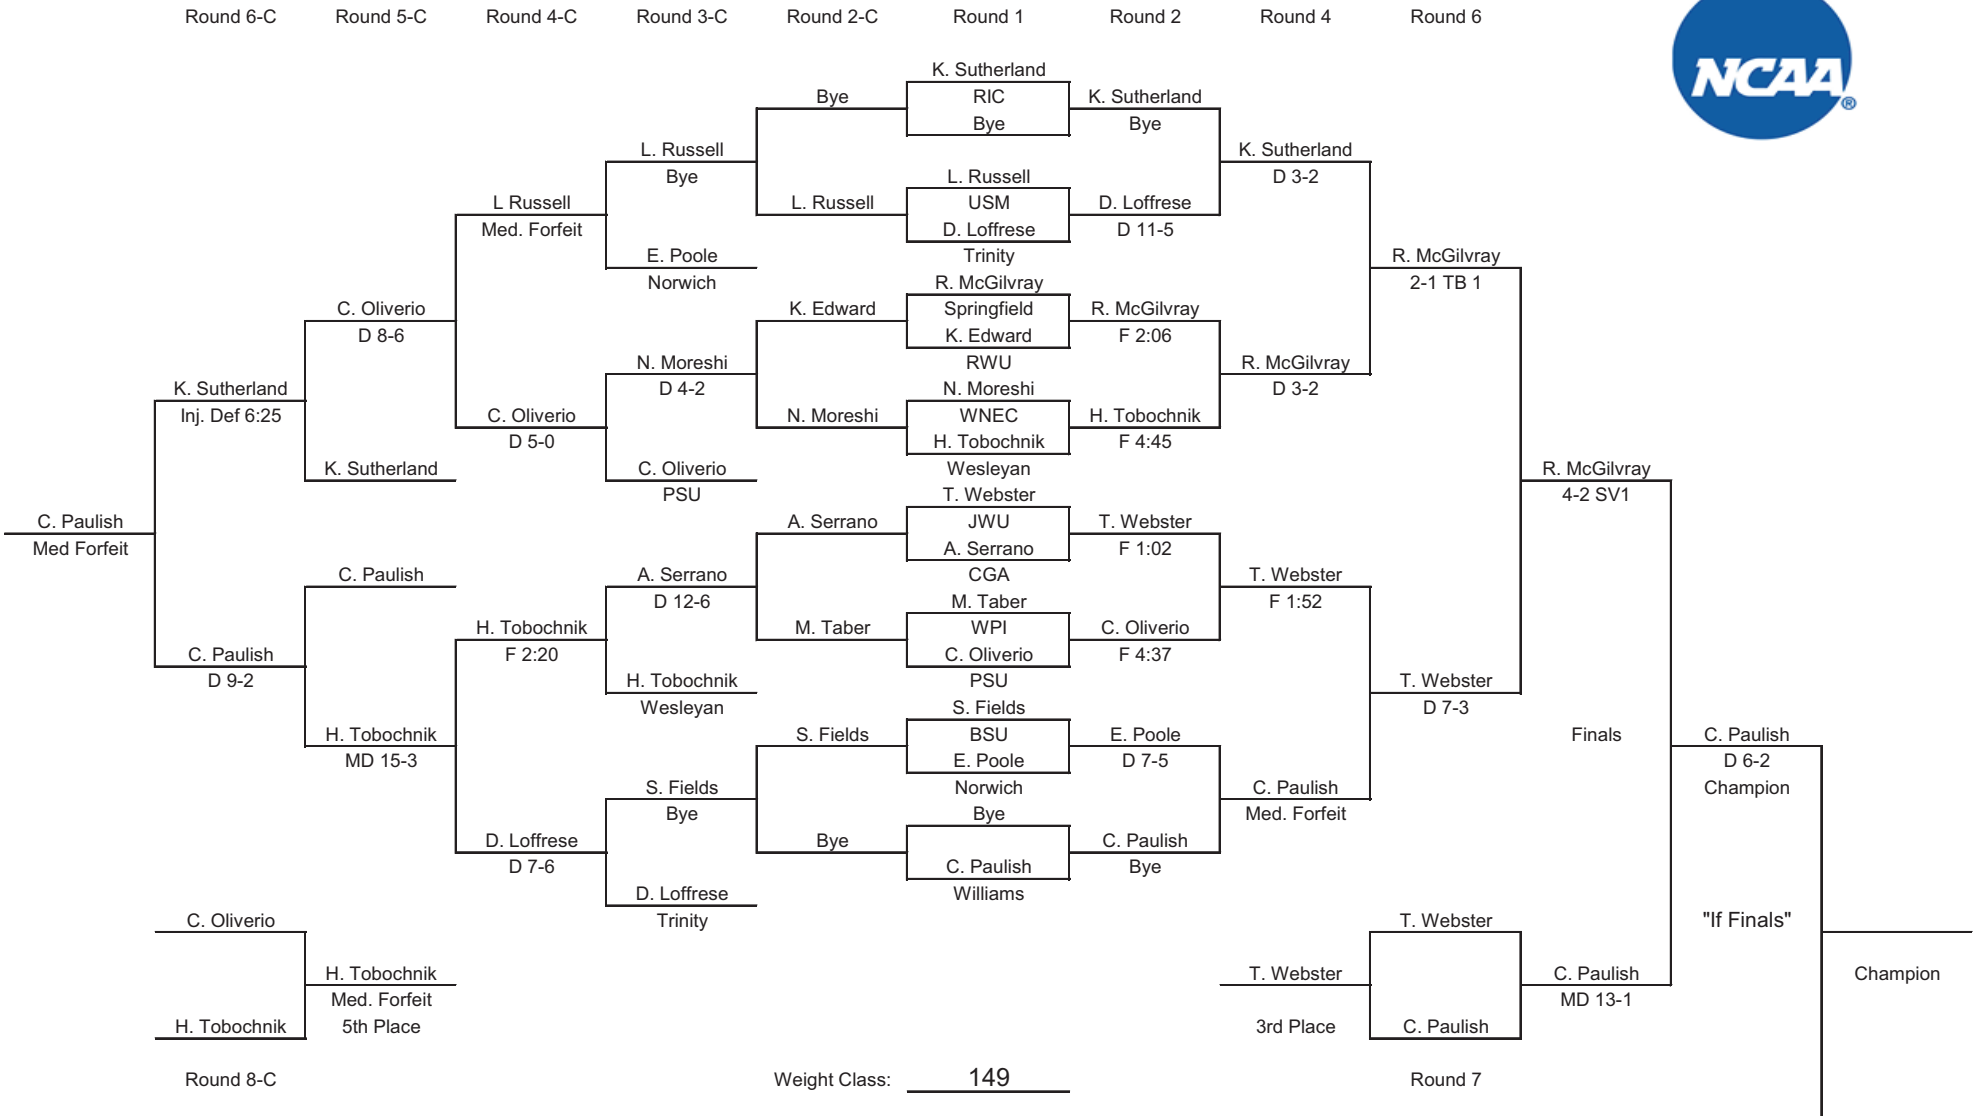 Round 6-C Round 5-C Round 4-C Round 3-C Round 2-C Round 1 Round 2 Round 4 Round 6
NCAA®
K. Sutherland
Bye RIC K. Sutherland
Bye Bye
L. Russell K. Sutherland
Bye L. Russell D 3-2
L Russell L. Russell USM D. Loffrese
Med. Forfeit D. Loffrese D 11-5
E. Poole Trinity R. McGilvray
Norwich R. McGilvray 2-1 TB 1
C. Oliverio K. Edward Springfield R. McGilvray
D 8-6 K. Edward F 2:06
N. Moreshi RWU R. McGilvray
K. Sutherland D 4-2 N. Moreshi D 3-2
Inj. Def 6:25 C. Oliverio N. Moreshi WNEC H. Tobochnik
D 5-0 H. Tobochnik F 4:45
K. Sutherland C. Oliverio Wesleyan R. McGilvray
PSU T. Webster 4-2 SV1
C. Paulish A. Serrano JWU T. Webster
Med Forfeit A. Serrano F 1:02
C. Paulish A. Serrano CGA T. Webster
D 12-6 M. Taber F 1:52
H. Tobochnik M. Taber WPI C. Oliverio
C. Paulish F 2:20 C. Oliverio F 4:37
D 9-2 H. Tobochnik PSU T. Webster
Wesleyan S. Fields D 7-3
H. Tobochnik S. Fields BSU E. Poole Finals C. Paulish
MD 15-3 E. Poole D 7-5 D 6-2
S. Fields Norwich C. Paulish Champion
Bye Bye Med. Forfeit
D. Loffrese Bye C. Paulish
D 7-6 C. Paulish Bye
D. Loffrese Williams
C. Oliverio Trinity T. Webster "If Finals"
H. Tobochnik T. Webster C. Paulish Champion
Med. Forfeit MD 13-1
H. Tobochnik 5th Place 3rd Place C. Paulish
Round 8-C Weight Class: 149 Round 7